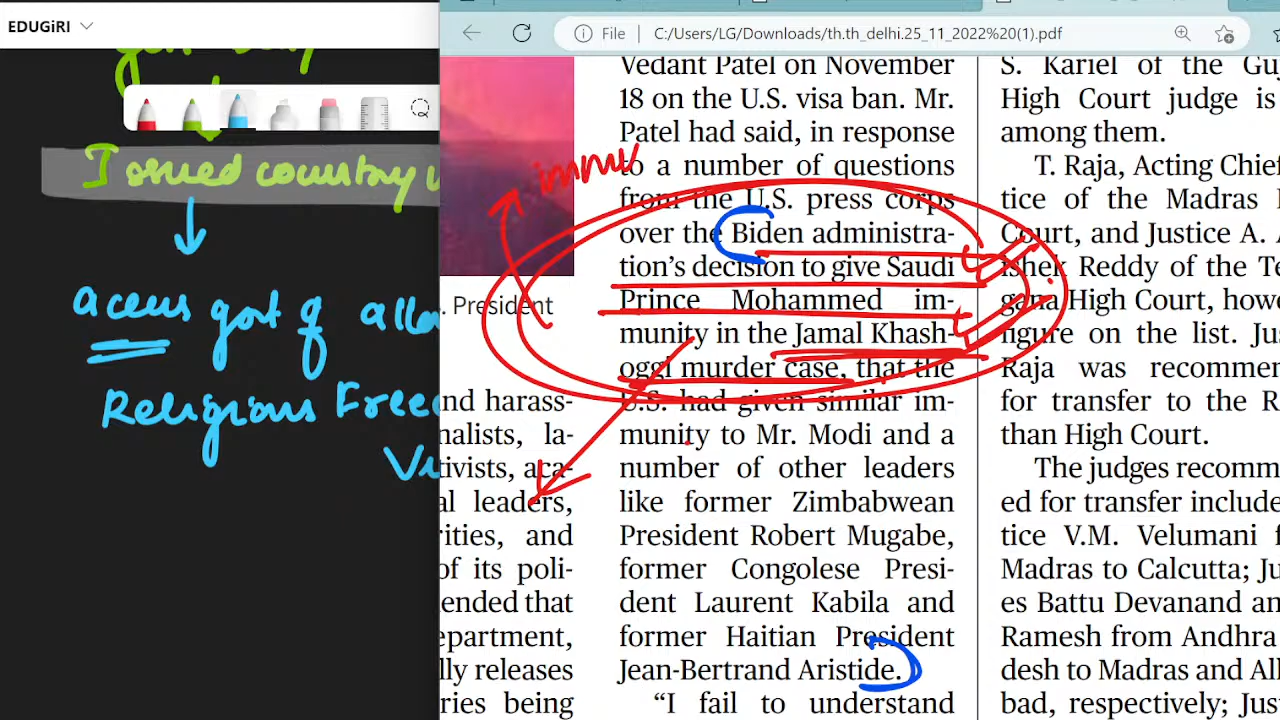 EDUGiRI
File
C:/Users/LG/Downloads/th.th_delhi.25_11_2022%20(1).pdf
Issued country
aceus govt of
Religious Free
immu
. President
and harass-
nalists, la-
tivists, aca-
al leaders,
rities, and
of its poli-
ended that
epartment,
lly releases
ries being
Vedant Patel on November
18 on the U.S. visa ban. Mr.
Patel had said, in response
to a number of questions
from the U.S. press corps
over the Biden administra-
tion's decision to give Saudi
Prince Mohammed im-
munity in the Jamal Khash-
oggi murder case, that the
U.S. had given similar im-
munity to Mr. Modi and a
number of other leaders
like former Zimbabwean
President Robert Mugabe,
former Congolese Presi-
dent Laurent Kabila and
former Haitian President
Jean-Bertrand Aristide.
“I fail to understand
S. Kariel of the Guj
High Court judge is
among them.
T. Raja, Acting Chief
tice of the Madras
Court, and Justice A. A
ishek Reddy of the Te
gana High Court, howe
figure on the list. Jus
Raja was recommen
for transfer to the R
than High Court.
The judges recomm
ed for transfer include
tice V.M. Velumani f
Madras to Calcutta; Ju
es Battu Devanand an
Ramesh from Andhra
desh to Madras and All
bad, respectively; Jus